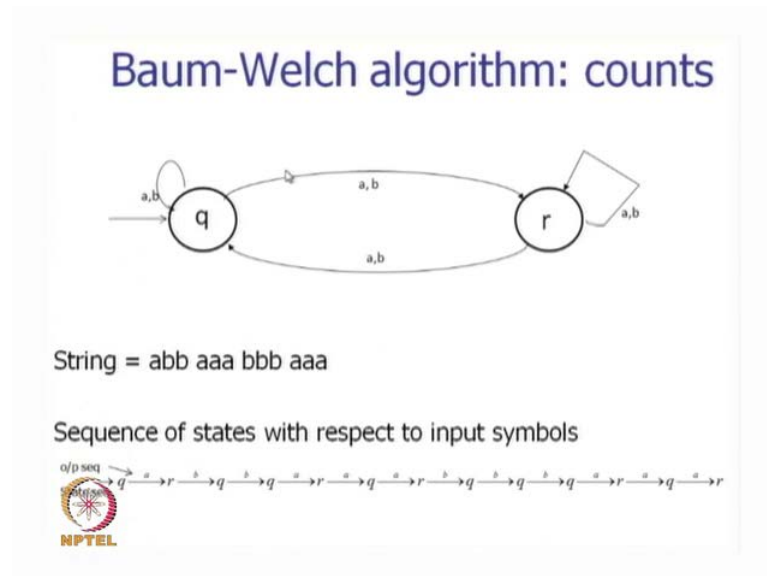 Baum-Welch algorithm: counts
a,b
a, b
q
r
a,b
a,b
String = abb aaa bbb aaa
Sequence of states with respect to input symbols
o/p seq
q a r b q b q a r a q a r b q b q b q a r a q a r
NPTEL